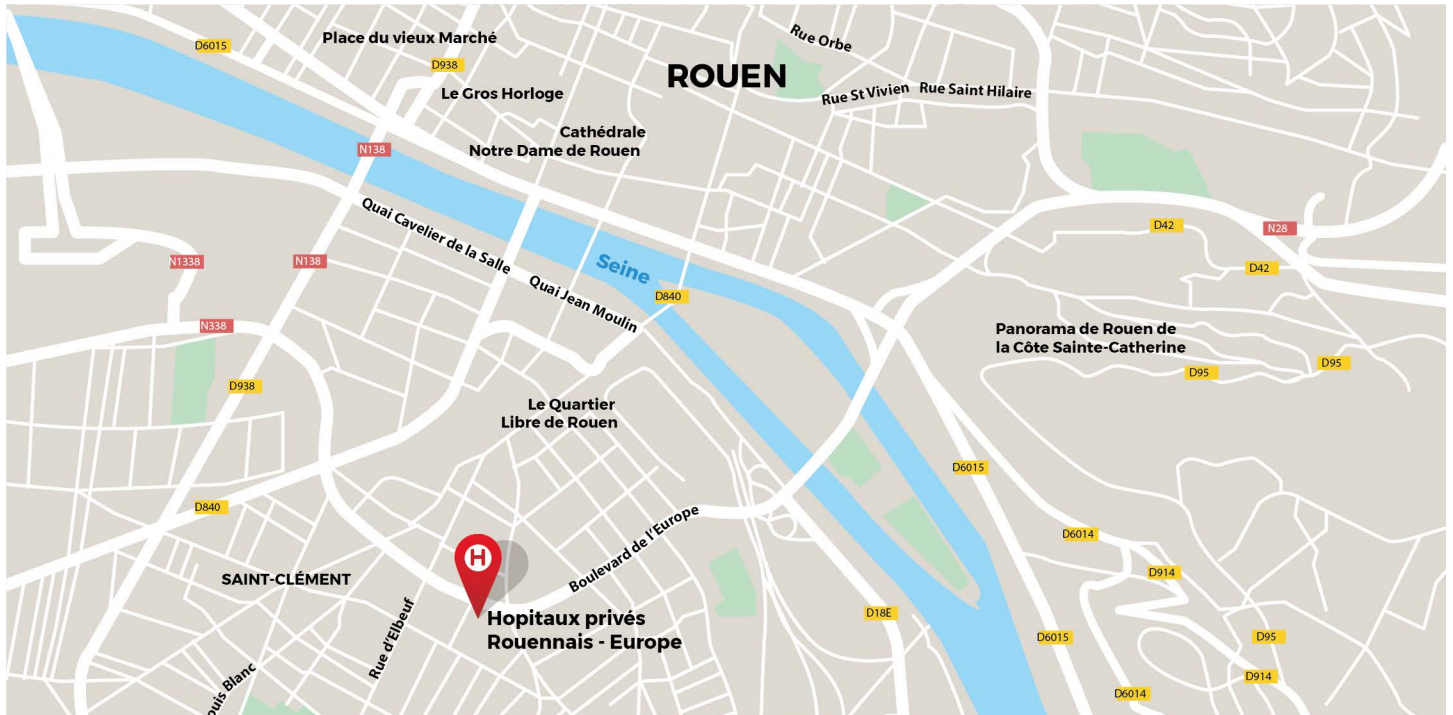 Rue Orbe
Place du vieux Marché
D6015
D938
ROUEN
Le Gros Horloge
Rue St Vivien
Rue Saint Hilaire
Cathédrale
Notre Dame de Rouen
N138
Quai Cavelier de la Salle
D42
N28
N1338
N138
Seine
D42
Quai Jean Moulin
D840
N338
Panorama de Rouen de
la Côte Sainte-Catherine
D95
D95
D938
Le Quartier
Libre de Rouen
D6015
D840
Boulevard de l'Europe
D6014
H
SAINT-CLÉMENT
D914
Rue d'Elbeuf
Hopitaux privés
Rouennais - Europe
D18E
D6015
D95
ouis Blanc
D914
D6014